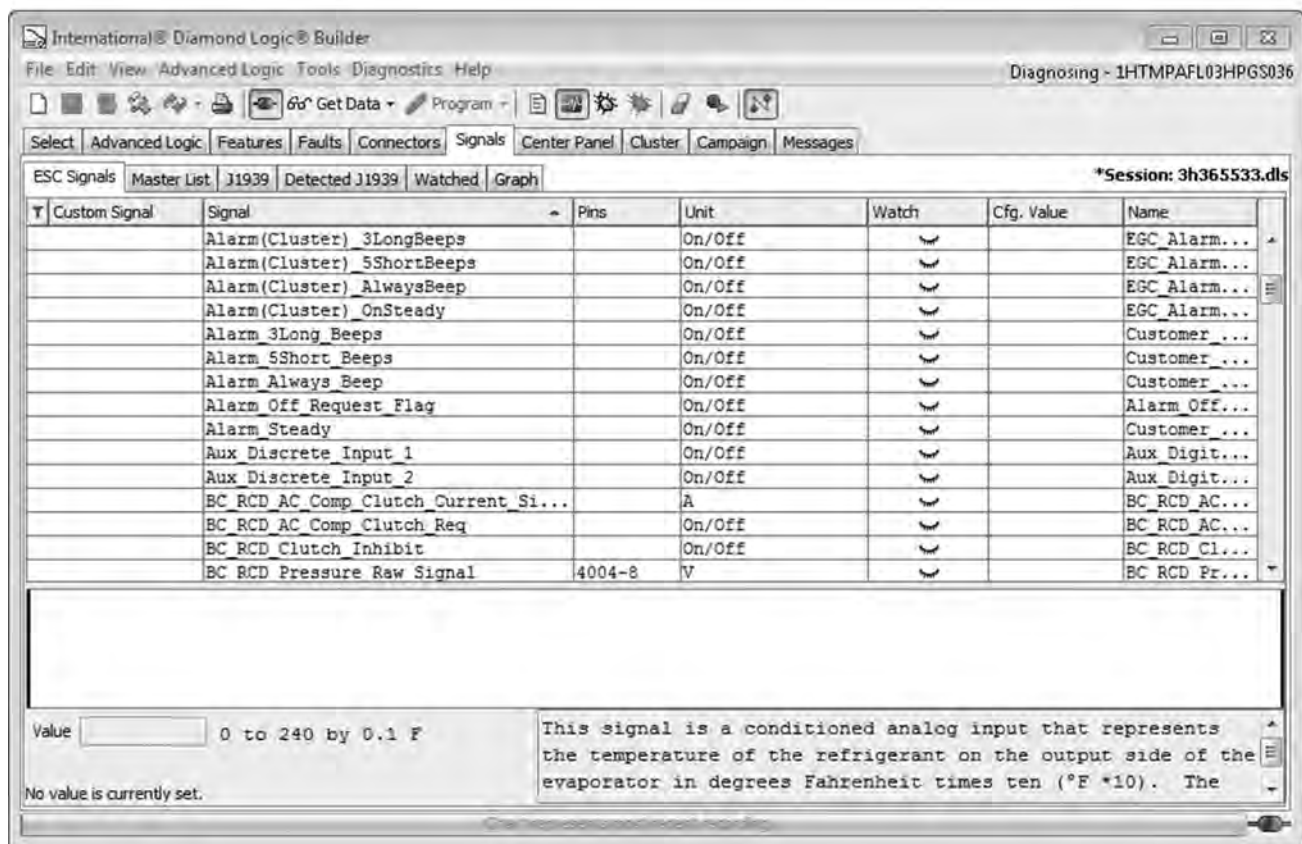 International® Diamond Logic® Builder
File Edit View Advanced Logic Tools Diagnostics Help
Diagnosing - 1HTMPAFL03HPGS036
Get Data Program
Select Advanced Logic Features Faults Connectors Signals Center Panel Cluster Campaign Messages
ESC Signals Master List J1939 Detected J1939 Watched Graph
*Session: 3h365533.dls
Custom Signal Signal Pins Unit Watch Cfg. Value Name
Alarm(Cluster)_3LongBeeps On/Off EGC_Alarm...
Alarm(Cluster)_5ShortBeeps On/Off EGC_Alarm...
Alarm(Cluster)_AlwaysBeep On/Off EGC_Alarm...
Alarm(Cluster)_OnSteady On/Off EGC_Alarm...
Alarm_3Long_Beeps On/Off Customer_...
Alarm_5Short_Beeps On/Off Customer_...
Alarm_Always_Beep On/Off Customer_...
Alarm_Off_Request_Flag On/Off Alarm_Off...
Alarm_Steady On/Off Customer_...
Aux_Discrete_Input_1 On/Off Aux_Digit...
Aux_Discrete_Input_2 On/Off Aux_Digit...
BC_RCD_AC_Comp_Clutch_Current_Si... A BC_RCD_AC...
BC_RCD_AC_Comp_Clutch_Req On/Off BC_RCD_AC...
BC_RCD_Clutch_Inhibit On/Off BC_RCD_Cl...
BC_RCD_Pressure_Raw_Signal 4004-8 V BC_RCD_Pr...
Value 0 to 240 by 0.1 F
No value is currently set.
This signal is a conditioned analog input that represents
the temperature of the refrigerant on the output side of the
evaporator in degrees Fahrenheit times ten (°F *10). The